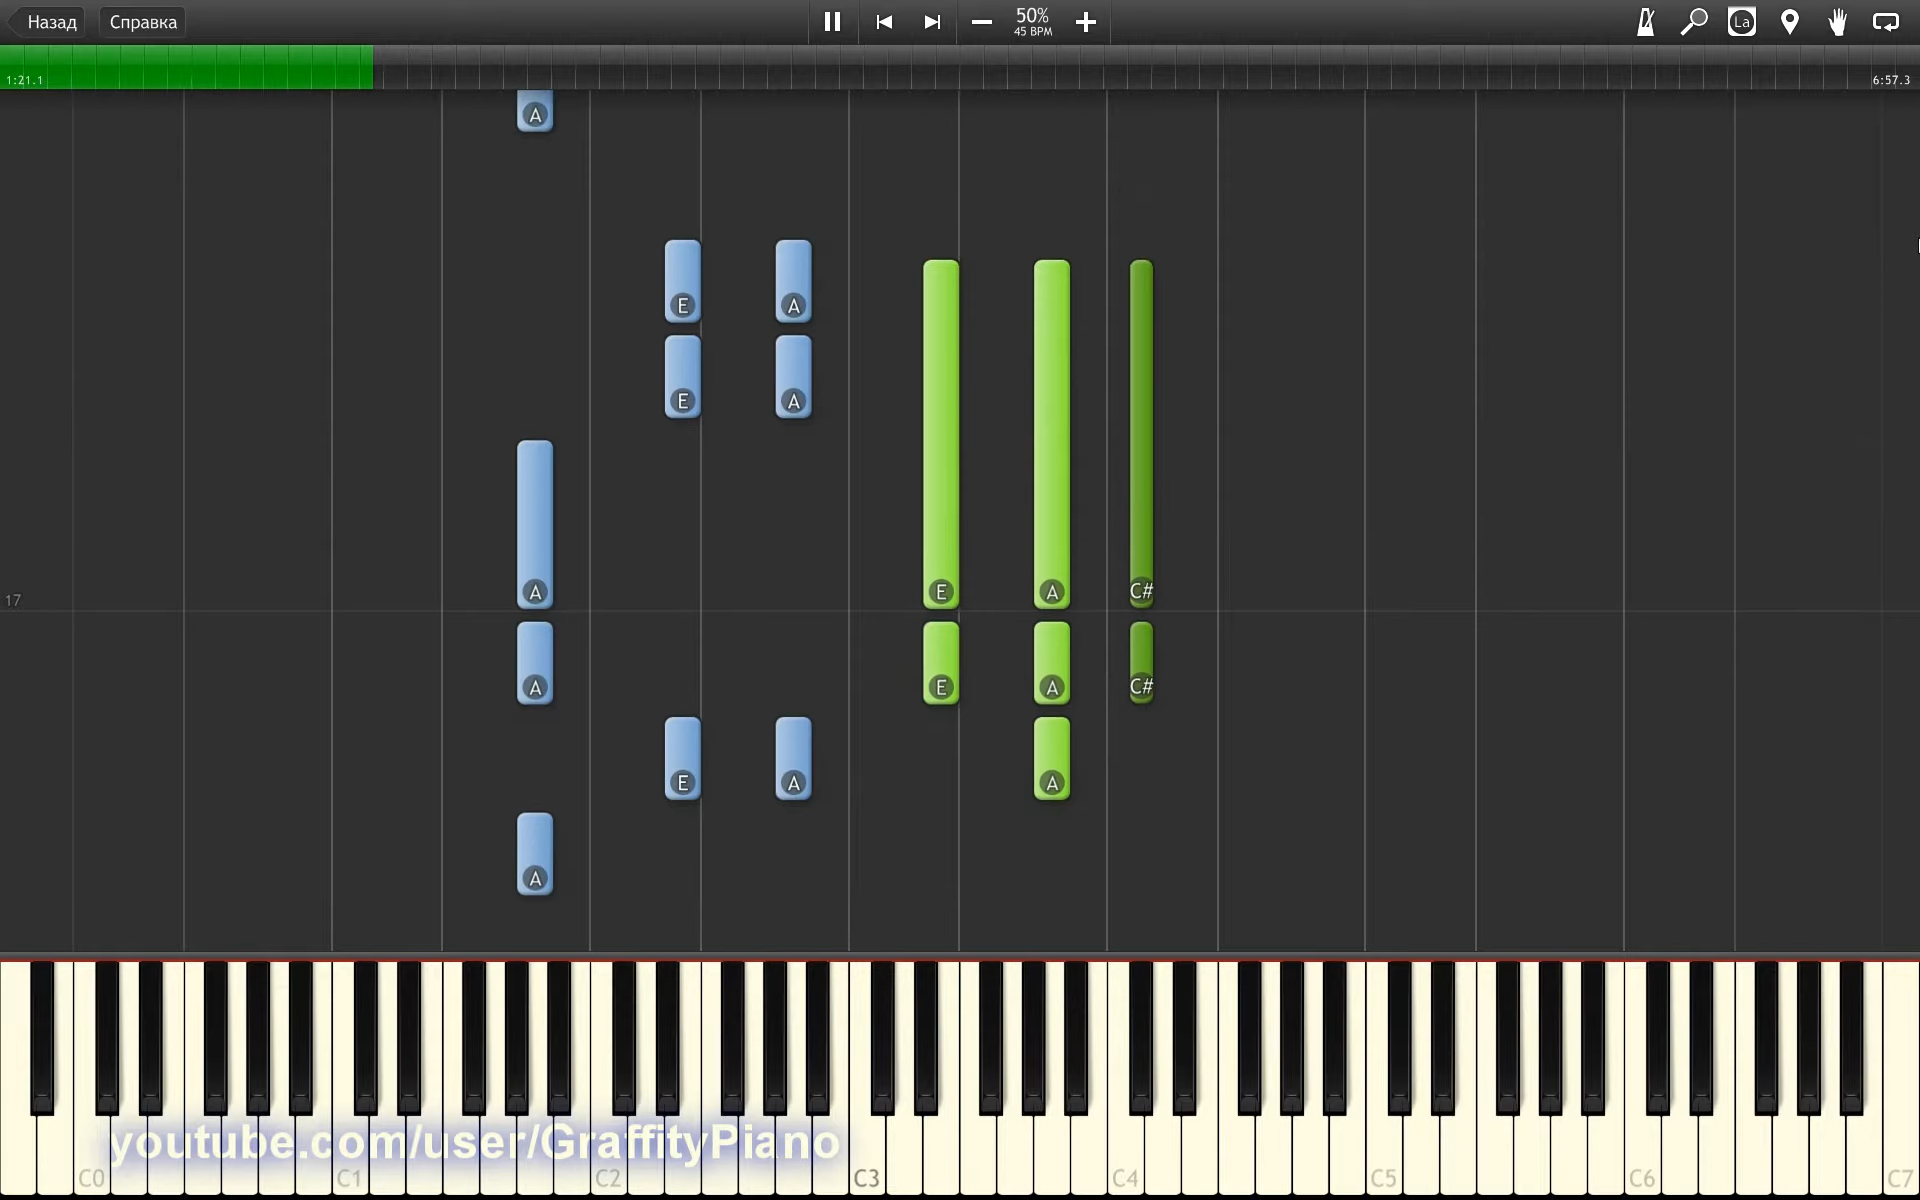 Назад Справка 50% La
45 BPM
1:21.1 6:57.3
A
E A
E A
A E A C#
17
A E A C#
E A A
A
youtube.com/user/GraffityPiano
C0 C1 C2 C3 C4 C5 C6 C7